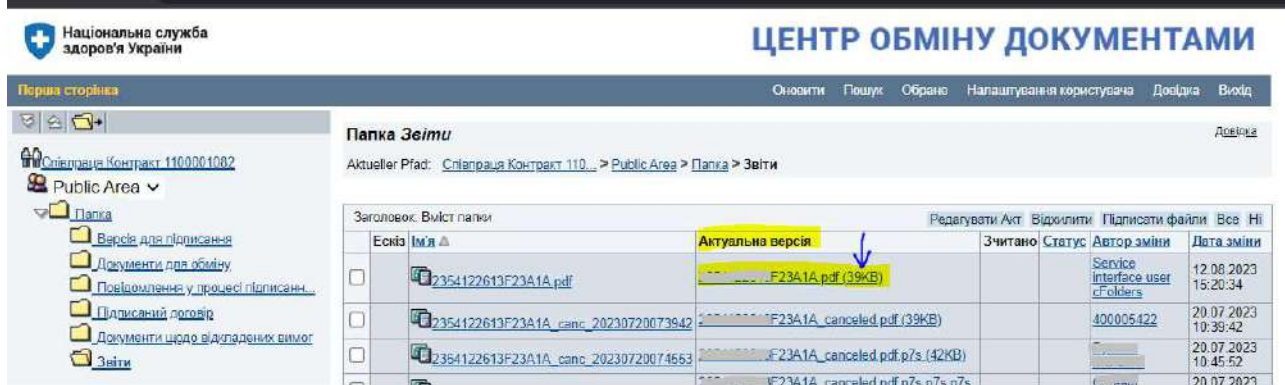 Національна служба
здоров'я України
ЦЕНТР ОБМІНУ ДОКУМЕНТАМИ
Перша сторінка
Оновити Пошук Обране Налаштування користувача Довідка Вихід
Співпраця Контракт 1100001082
Public Area
Папка
Версія для підписання
Документи для обміну
Повідомлення у процесі підписанн...
Підписаний договір
Документи щодо відкладених вимог
Звіти
Папка Звіти
Довідка
Aktueller Pfad: Співпраця Контракт 110... > Public Area > Папка > Звіти
Заголовок: Вміст папки
Редагувати Акт Відхилити Підписати файли Все Ні
Ескіз Ім'я Актуальна версія Зчитано Статус Автор зміни Дата зміни
2354122613F23A1A.pdf F23A1A.pdf (39KB) Service interface user cFolders 12.08.2023 15:20:34
2354122613F23A1A_canc_20230720073942 F23A1A_canceled.pdf (39KB) 400005422 20.07.2023 10:39:42
2354122613F23A1A_canc_20230720074553 F23A1A_canceled.pdf.p7s (42KB) 20.07.2023 10:45:52
F23A1A_canceled.pdf.p7s.p7s.p7s 20.07.2023